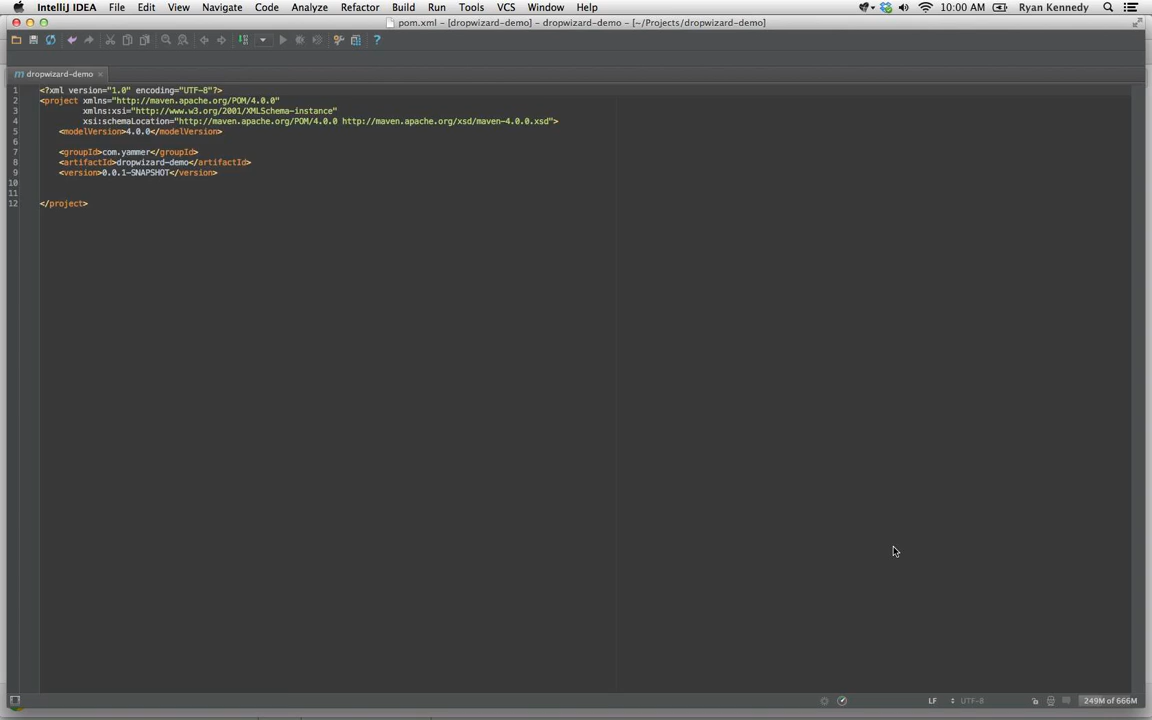 IntelliJ IDEA File Edit View Navigate Code Analyze Refactor Build Run Tools VCS Window Help 10:00 AM Ryan Kennedy
pom.xml – [dropwizard-demo] – dropwizard-demo – [~/Projects/dropwizard-demo]
m dropwizard-demo ×
1 <?xml version="1.0" encoding="UTF-8"?>
2 <project xmlns="http://maven.apache.org/POM/4.0.0"
3 xmlns:xsi="http://www.w3.org/2001/XMLSchema-instance"
4 xsi:schemaLocation="http://maven.apache.org/POM/4.0.0 http://maven.apache.org/xsd/maven-4.0.0.xsd">
5 <modelVersion>4.0.0</modelVersion>
6
7 <groupId>com.yammer</groupId>
8 <artifactId>dropwizard-demo</artifactId>
9 <version>0.0.1-SNAPSHOT</version>
10
11
12 </project>
LF UTF-8 249M of 666M